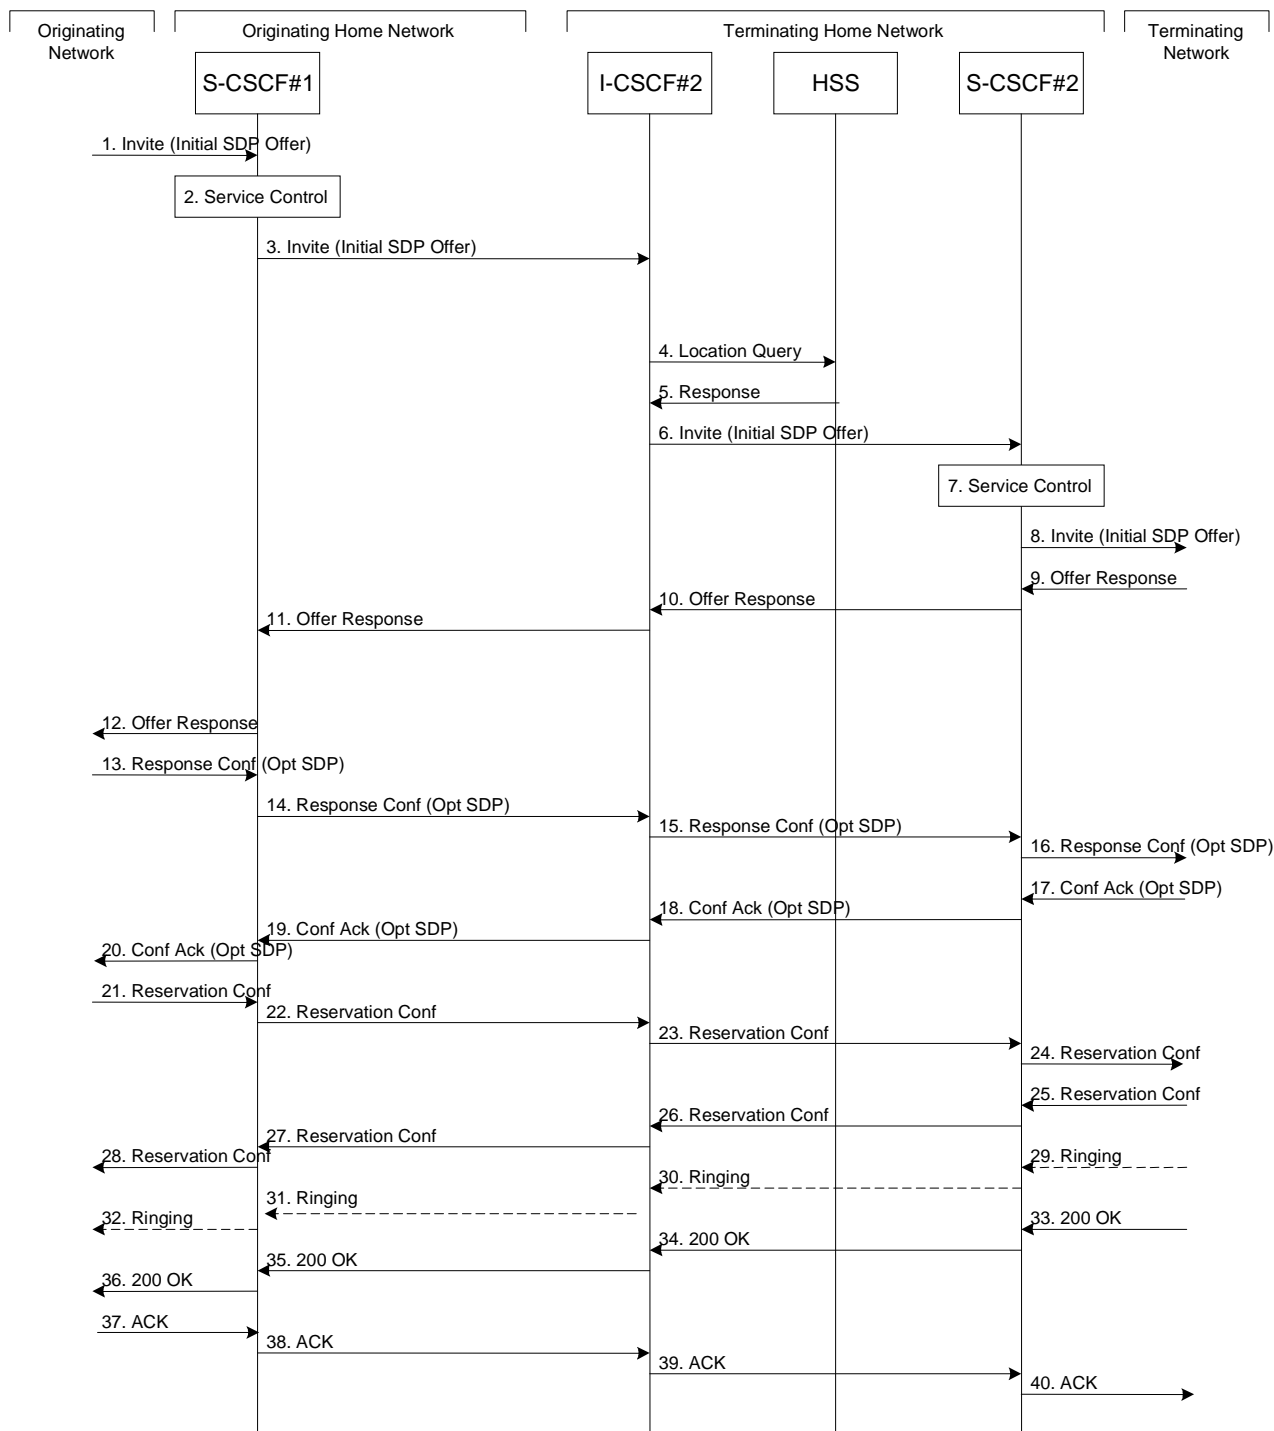 Originating
Network
Originating Home Network
Terminating Home Network
Terminating
Network
S-CSCF#1
I-CSCF#2
HSS
S-CSCF#2
1. Invite (Initial SDP Offer)
2. Service Control
3. Invite (Initial SDP Offer)
4. Location Query
5. Response
6. Invite (Initial SDP Offer)
7. Service Control
8. Invite (Initial SDP Offer)
9. Offer Response
10. Offer Response
11. Offer Response
12. Offer Response
13. Response Conf (Opt SDP)
14. Response Conf (Opt SDP)
15. Response Conf (Opt SDP)
16. Response Conf (Opt SDP)
17. Conf Ack (Opt SDP)
18. Conf Ack (Opt SDP)
19. Conf Ack (Opt SDP)
20. Conf Ack (Opt SDP)
21. Reservation Conf
22. Reservation Conf
23. Reservation Conf
24. Reservation Conf
25. Reservation Conf
26. Reservation Conf
27. Reservation Conf
28. Reservation Conf
29. Ringing
30. Ringing
31. Ringing
32. Ringing
33. 200 OK
34. 200 OK
35. 200 OK
36. 200 OK
37. ACK
38. ACK
39. ACK
40. ACK